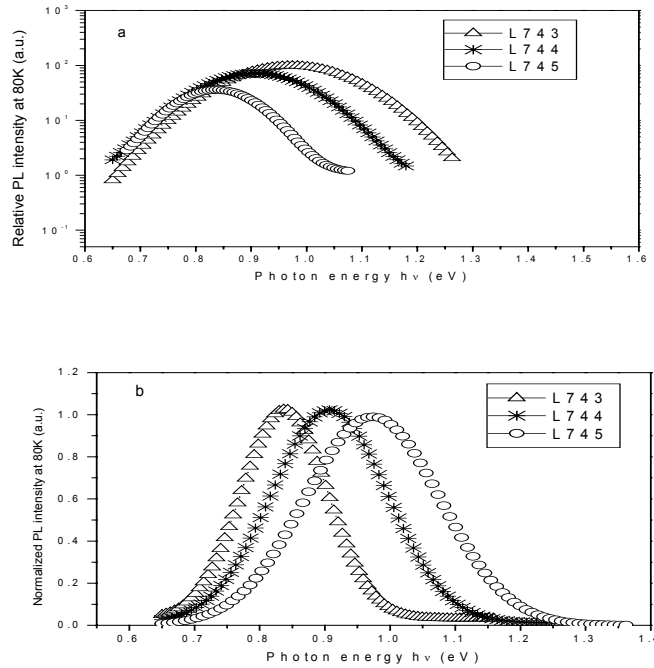 a
L743
L744
L745
Relative PL intensity at 80K (a.u.)
10³
10²
10¹
10⁰
10⁻¹
0.6 0.7 0.8 0.9 1.0 1.1 1.2 1.3 1.4 1.5 1.6
Photon energy hν (eV)
b
L743
L744
L745
Normalized PL intensity at 80K (a.u.)
1.2
1.0
0.8
0.6
0.4
0.2
0.0
0.6 0.7 0.8 0.9 1.0 1.1 1.2 1.3 1.4
Photon energy hν (eV)